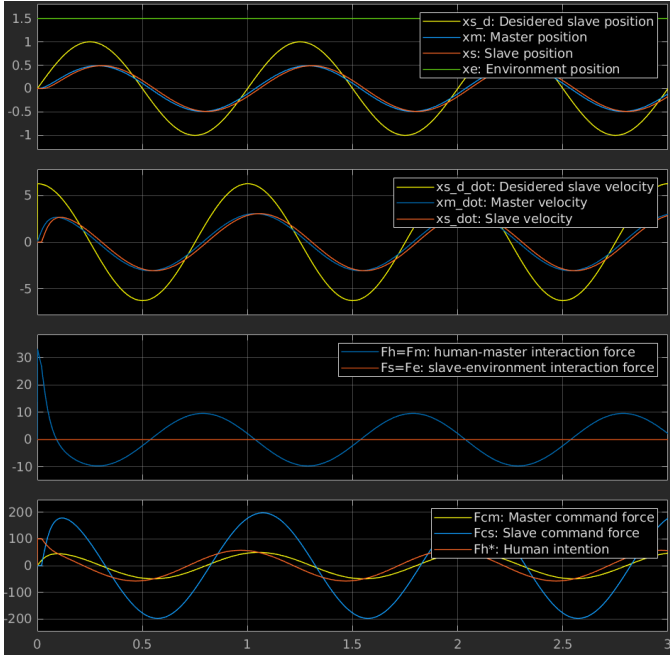 1.5
1
0.5
0
-0.5
-1
xs_d: Desidered slave position
xm: Master position
xs: Slave position
xe: Environment position
5
0
-5
xs_d_dot: Desidered slave velocity
xm_dot: Master velocity
xs_dot: Slave velocity
30
20
10
0
-10
Fh=Fm: human-master interaction force
Fs=Fe: slave-environment interaction force
200
100
0
-100
-200
Fcm: Master command force
Fcs: Slave command force
Fh*: Human intention
0 0.5 1 1.5 2 2.5 3